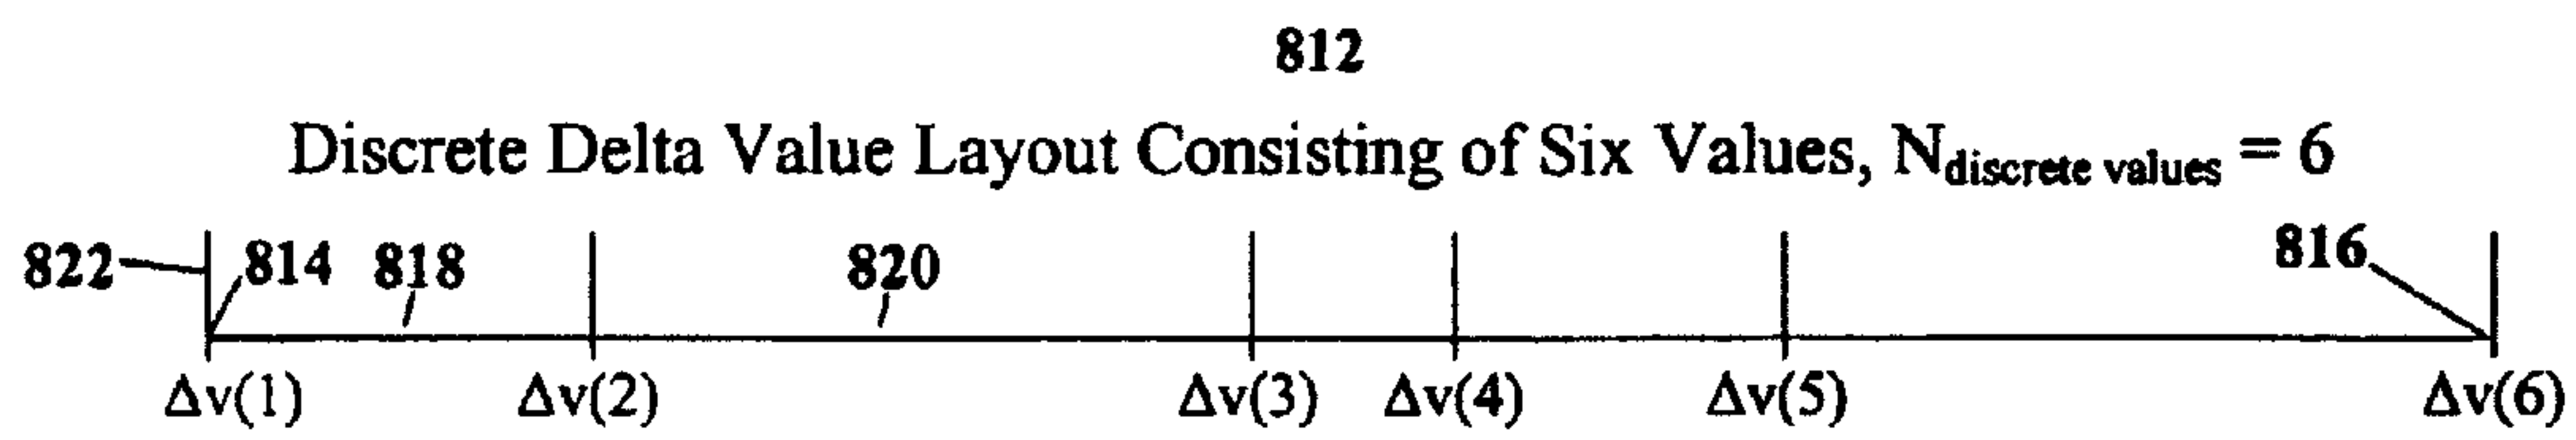 812
Discrete Delta Value Layout Consisting of Six Values, N_discrete values = 6
822 814 818 820 816
Δv(1) Δv(2) Δv(3) Δv(4) Δv(5) Δv(6)